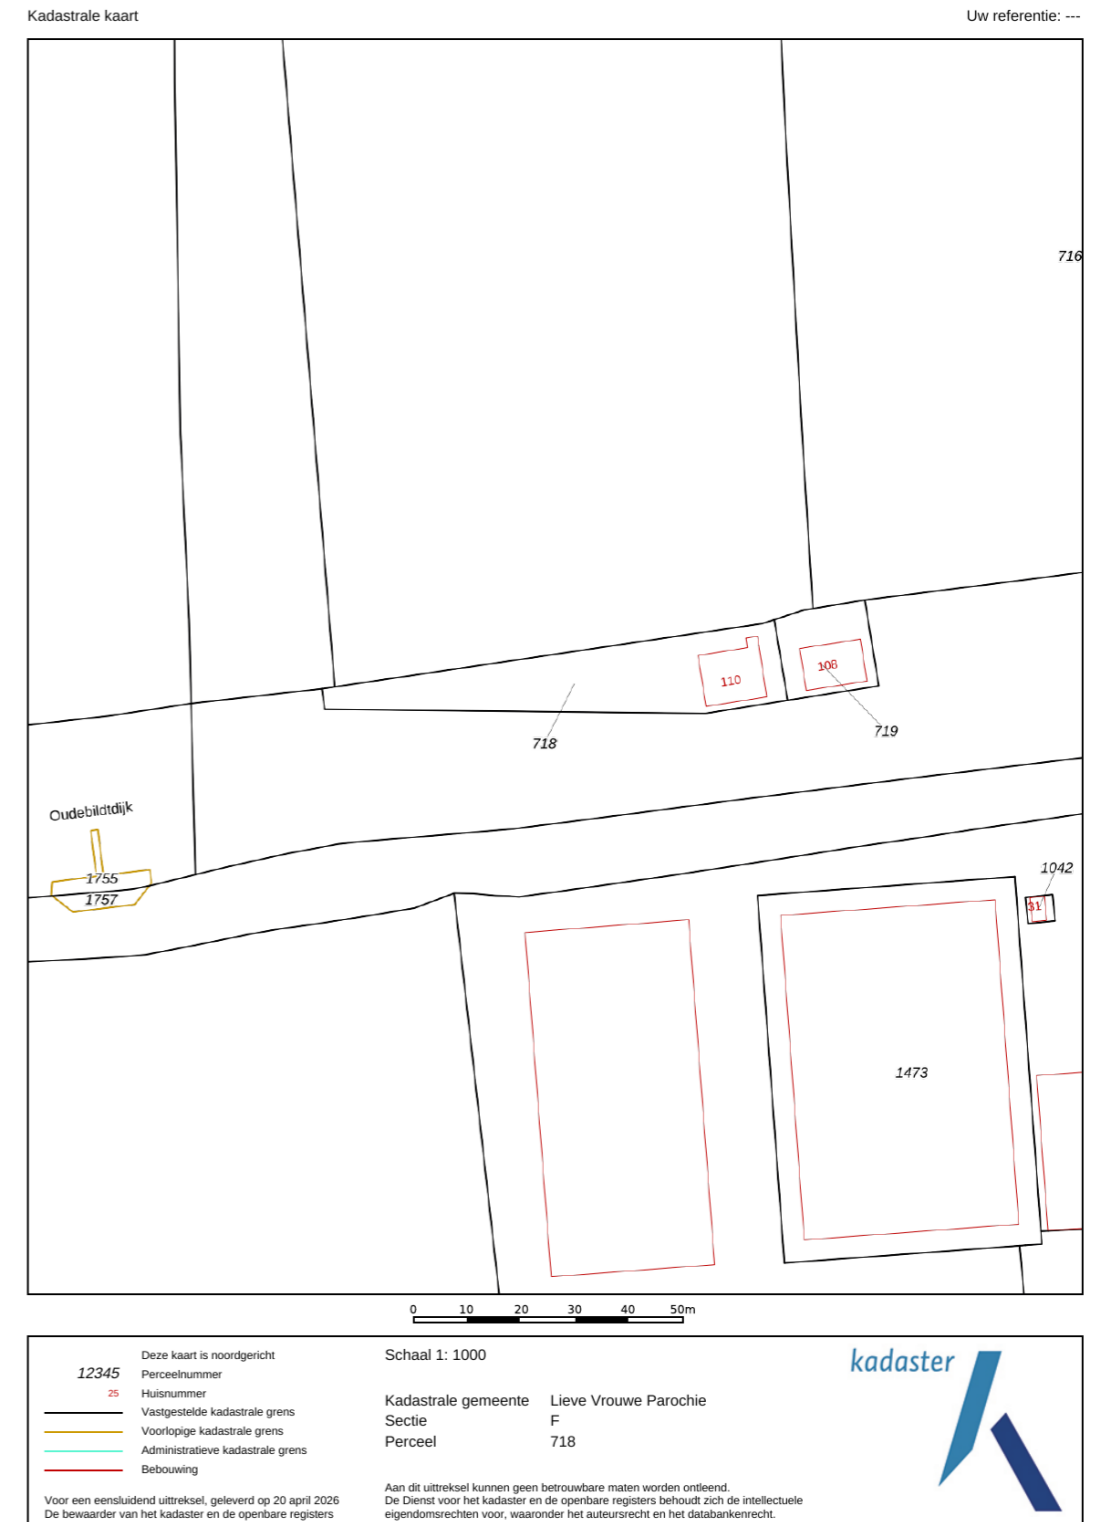 Kadastrale kaart
Uw referentie: ---
716
110
108
718
719
Oudebildtdijk
1755
1757
1042
31
1473
0 10 20 30 40 50m
Deze kaart is noordgericht
12345 Perceelnummer
25 Huisnummer
Vastgestelde kadastrale grens
Voorlopige kadastrale grens
Administratieve kadastrale grens
Bebouwing
Voor een eensluidend uittreksel, geleverd op 20 april 2026
De bewaarder van het kadaster en de openbare registers
Schaal 1: 1000
Kadastrale gemeente Lieve Vrouwe Parochie
Sectie F
Perceel 718
Aan dit uittreksel kunnen geen betrouwbare maten worden ontleend.
De Dienst voor het kadaster en de openbare registers behoudt zich de intellectuele
eigendomsrechten voor, waaronder het auteursrecht en het databankenrecht.
kadaster